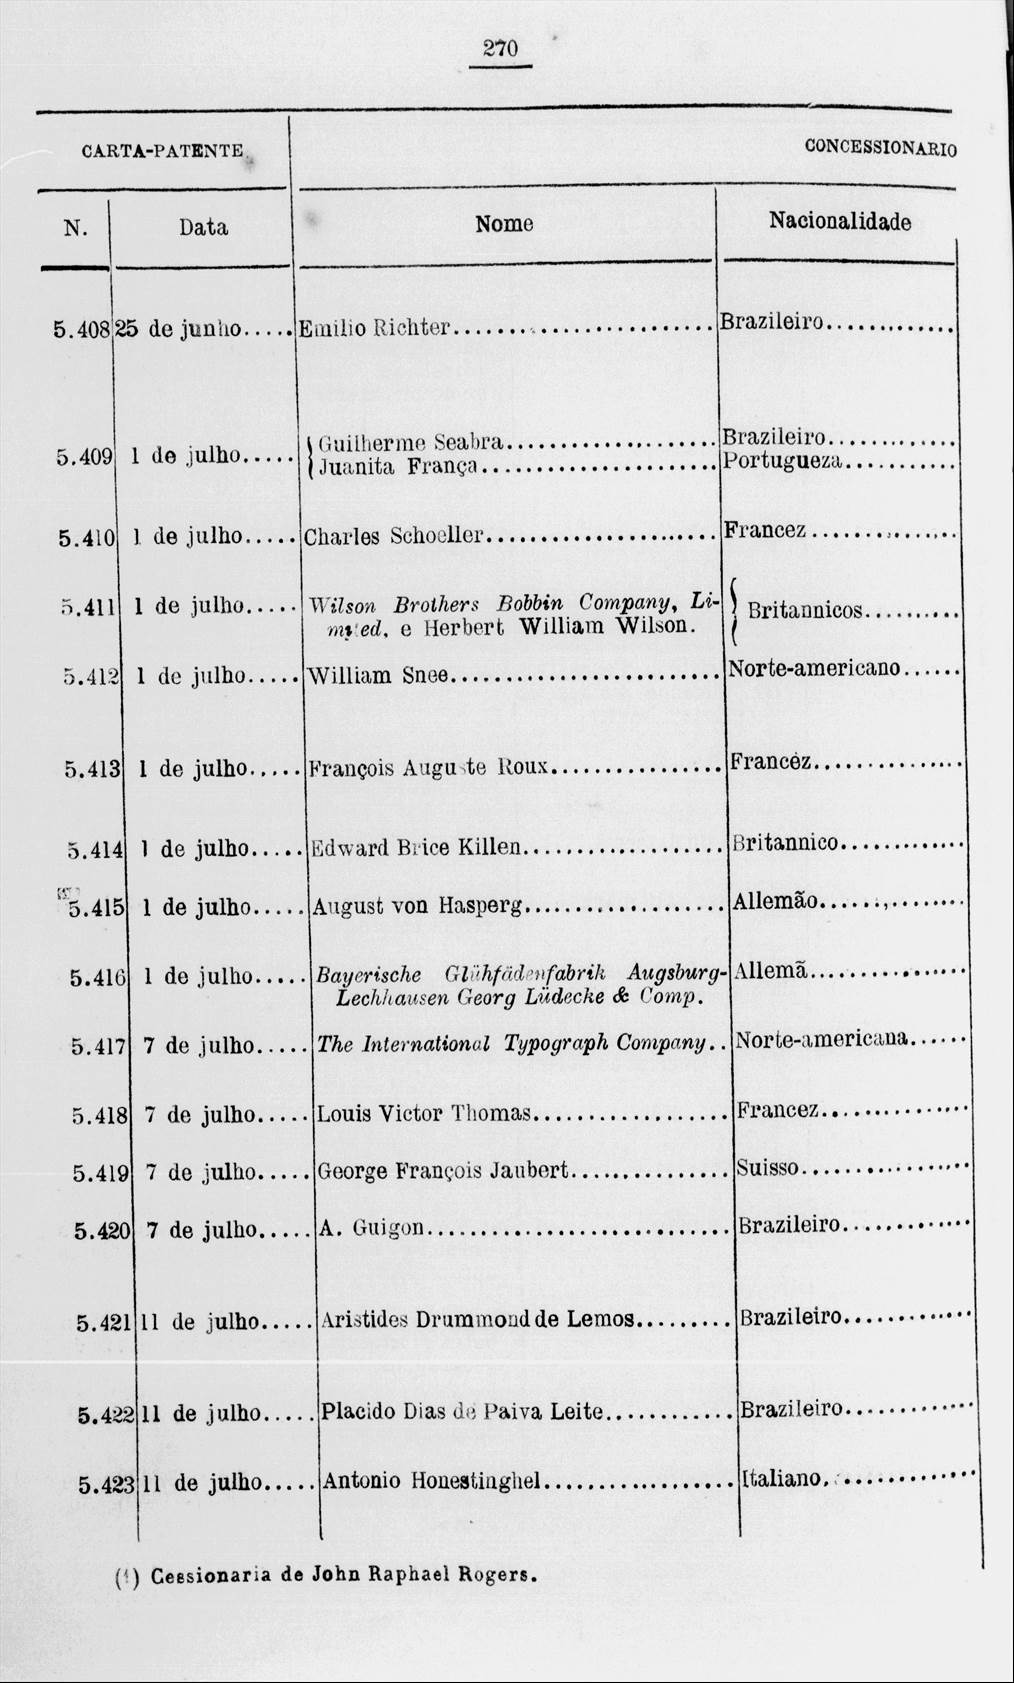 270
CARTA-PATENTE
CONCESSIONARIO
N.
Data
Nome
Nacionalidade
5.408 25 de junho..... Emilio Richter........................... Brazileiro.............
5.409 1 de julho..... { Guilherme Seabra...................... Brazileiro.............
Juanita França........................ Portugueza...........
5.410 1 de julho..... Charles Schoeller....................... Francez ..............
5.411 1 de julho..... Wilson Brothers Bobbin Company, Li-
ed, e Herbert William Wilson. } Britannicos..........
5.412 1 de julho..... William Snee......................... Norte-americano......
5.413 1 de julho..... François Auguste Roux................ Francêz...............
5.414 1 de julho..... Edward Brice Killen................... Britannico.............
5.415 1 de julho..... August von Hasperg................... Allemão......,........
5.416 1 de julho..... Bayerische Glühfädenfabrik Augsburg- Allemã...............
Lechhausen Georg Lüdecke & Comp.
5.417 7 de julho..... The International Typograph Company.. Norte-americana......
5.418 7 de julho..... Louis Victor Thomas.................. Francez...............
5.419 7 de julho..... George François Jaubert............... Suisso.................
5.420 7 de julho..... A. Guigon............................. Brazileiro.............
5.421 11 de julho..... Aristides Drummond de Lemos......... Brazileiro.............
5.422 11 de julho..... Placido Dias de Paiva Leite............ Brazileiro.............
5.423 11 de julho..... Antonio Honestinghel.................. Italiano..............
(1) Cessionaria de John Raphael Rogers.